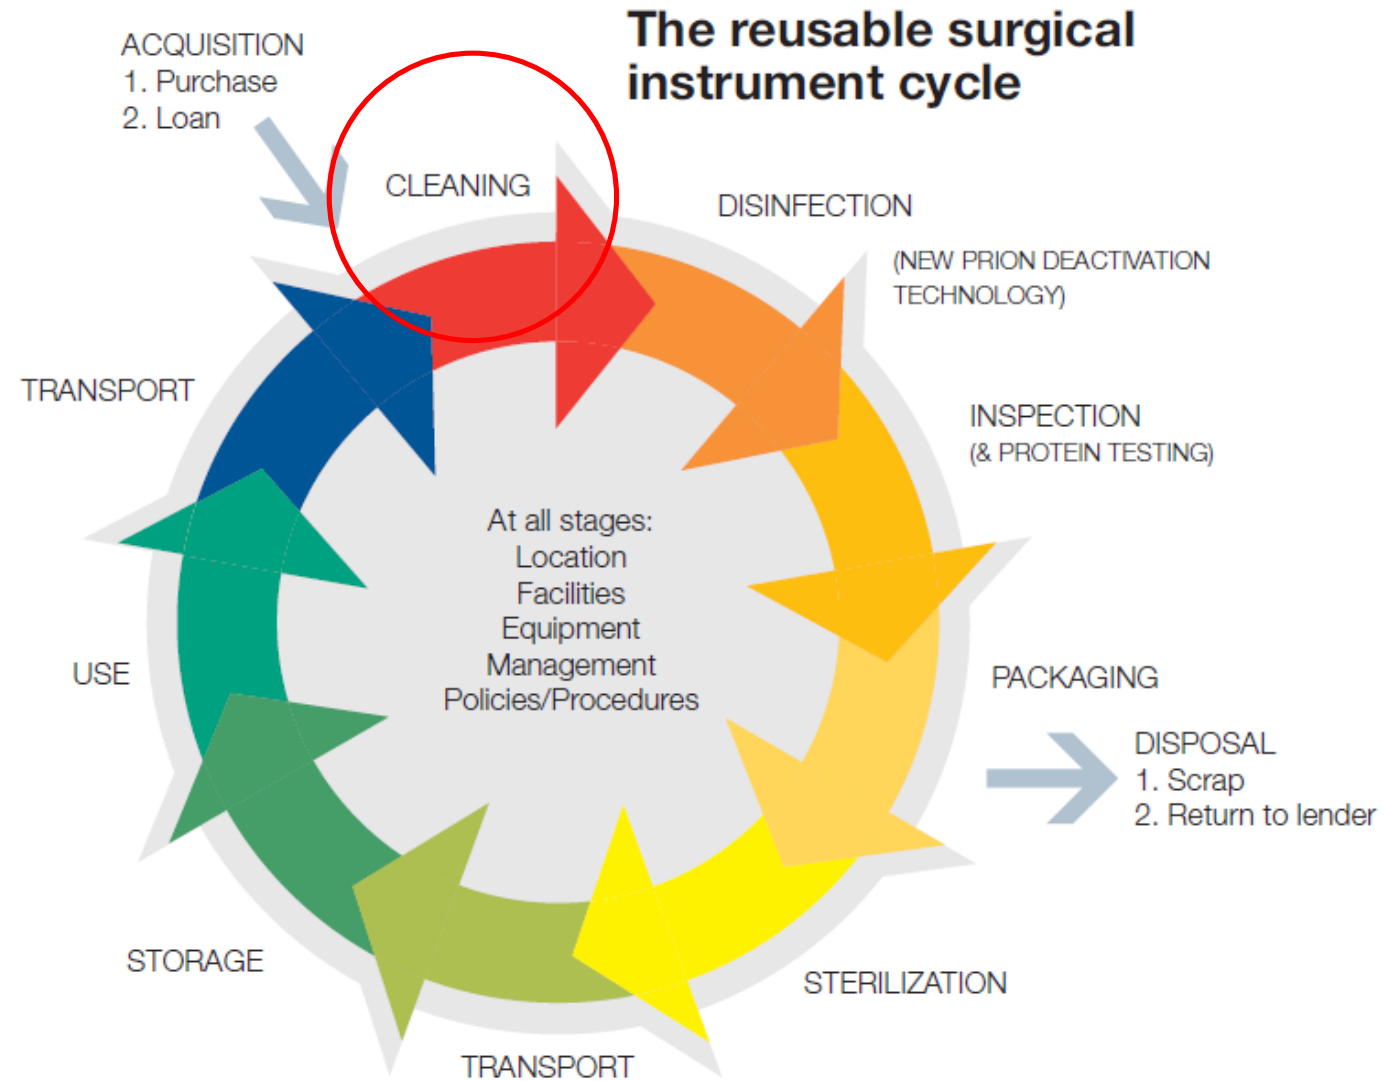 The reusable surgical
instrument cycle
ACQUISITION
1. Purchase
2. Loan
CLEANING
DISINFECTION
(NEW PRION DEACTIVATION
TECHNOLOGY)
INSPECTION
(& PROTEIN TESTING)
PACKAGING
DISPOSAL
1. Scrap
2. Return to lender
STERILIZATION
TRANSPORT
STORAGE
USE
TRANSPORT
At all stages:
Location
Facilities
Equipment
Management
Policies/Procedures